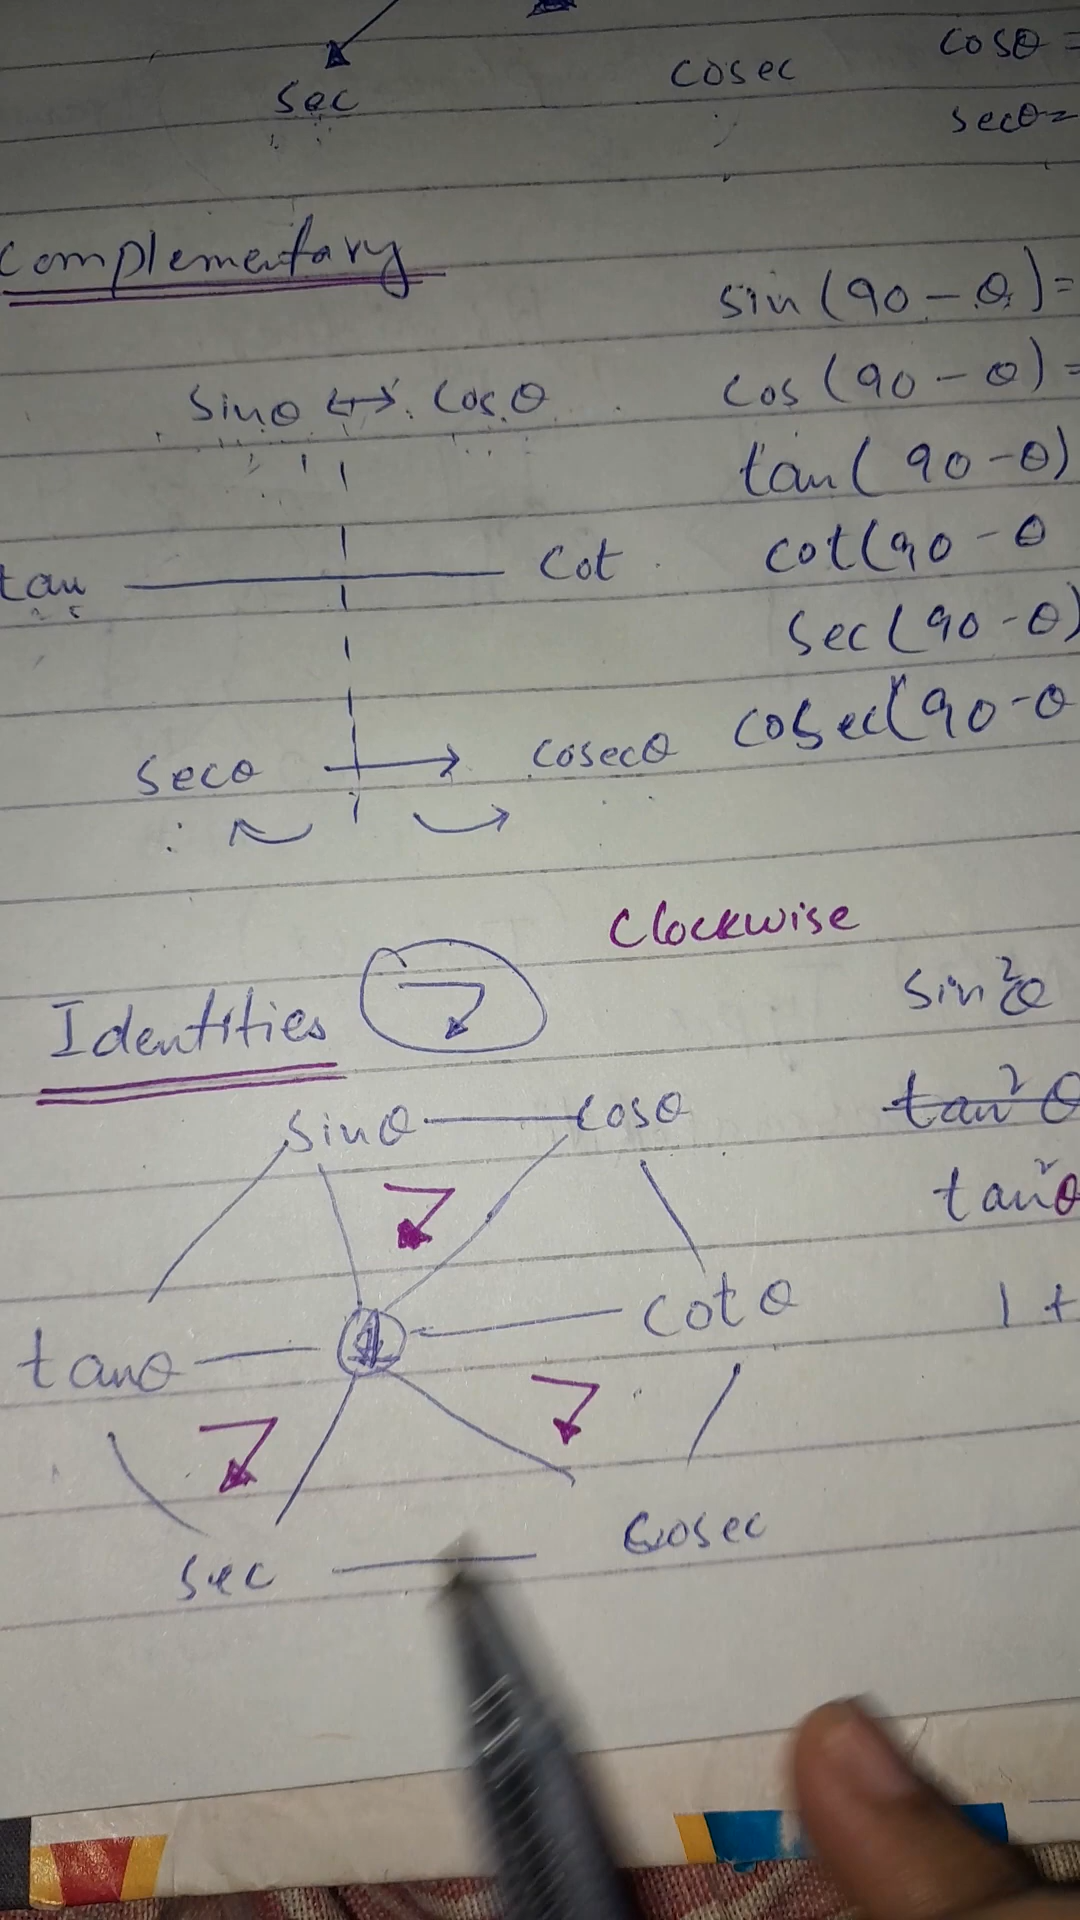 cosθ =
sec cosec
secθ =
Complementary
sin(90-θ) =
sinθ ↔ cosθ
cos(90-θ) =
tan(90-θ)
tan cot
cot(90-θ
sec(90-θ)
secθ → cosecθ
cosec(90-θ
Clockwise
Identities
sin²θ
sinθ cosθ
tan²θ
tan²θ
tanθ 1 cotθ
1 +
sec cosec